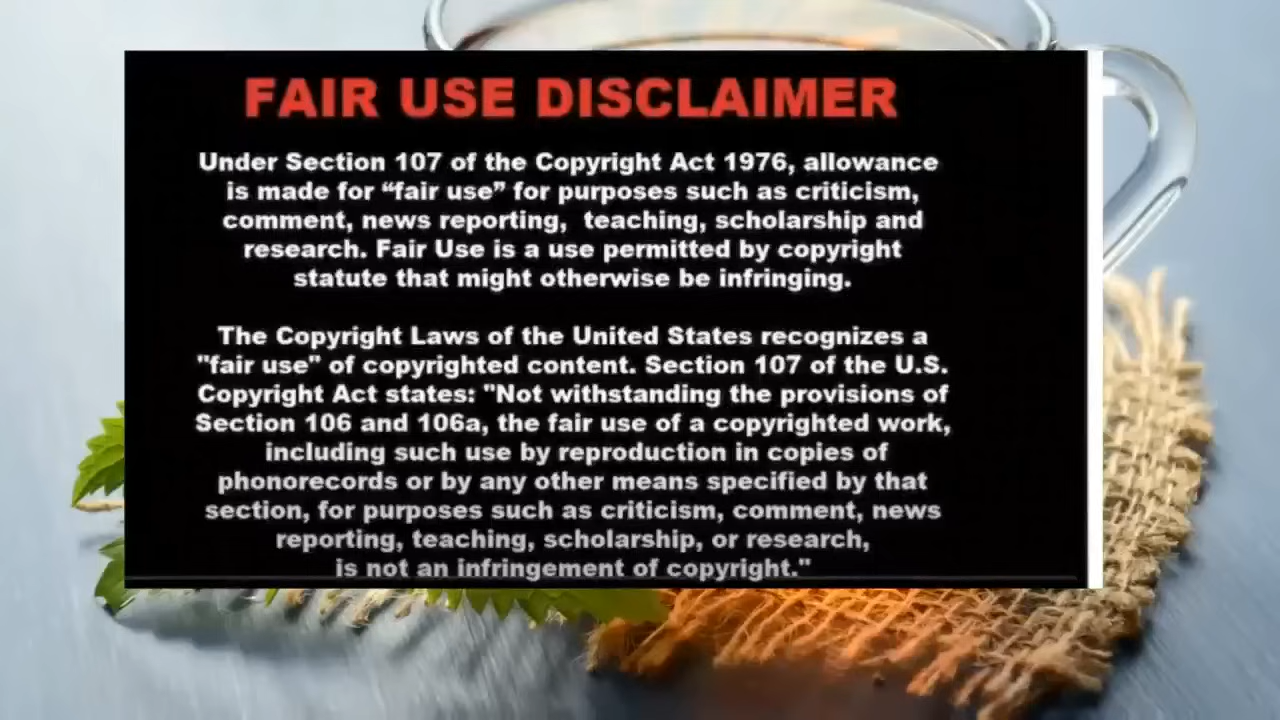 FAIR USE DISCLAIMER
Under Section 107 of the Copyright Act 1976, allowance
is made for “fair use” for purposes such as criticism,
comment, news reporting,  teaching, scholarship and
research. Fair Use is a use permitted by copyright
statute that might otherwise be infringing.
The Copyright Laws of the United States recognizes a
"fair use" of copyrighted content. Section 107 of the U.S.
Copyright Act states: "Not withstanding the provisions of
Section 106 and 106a, the fair use of a copyrighted work,
including such use by reproduction in copies of
phonorecords or by any other means specified by that
section, for purposes such as criticism, comment, news
reporting, teaching, scholarship, or research,
is not an infringement of copyright."